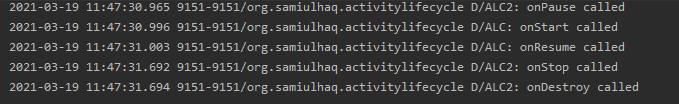 2021-03-19 11:47:30.965 9151-9151/org.samiulhaq.activitylifecycle D/ALC2: onPause called
2021-03-19 11:47:30.996 9151-9151/org.samiulhaq.activitylifecycle D/ALC: onStart called
2021-03-19 11:47:31.003 9151-9151/org.samiulhaq.activitylifecycle D/ALC: onResume called
2021-03-19 11:47:31.692 9151-9151/org.samiulhaq.activitylifecycle D/ALC2: onStop called
2021-03-19 11:47:31.694 9151-9151/org.samiulhaq.activitylifecycle D/ALC2: onDestroy called